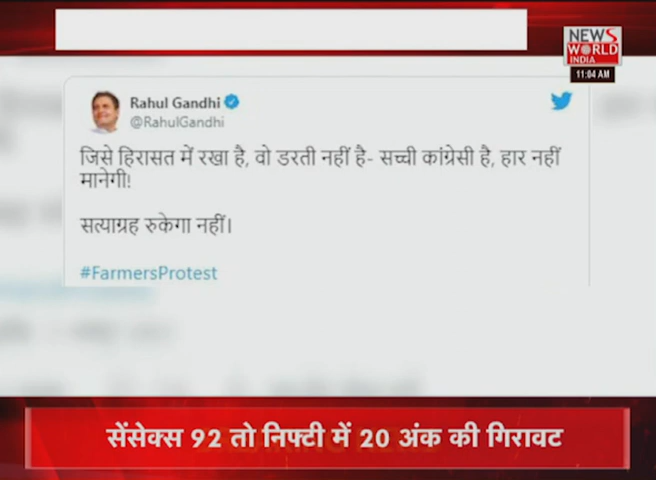 NEWS
WORLD
INDIA
11:04 AM
Rahul Gandhi
@RahulGandhi
जिसे हिरासत में रखा है, वो डरती नहीं है- सच्ची कांग्रेसी है, हार नहीं
मानेगी!
सत्याग्रह रुकेगा नहीं।
#FarmersProtest
सेंसेक्स 92 तो निफ्टी में 20 अंक की गिरावट